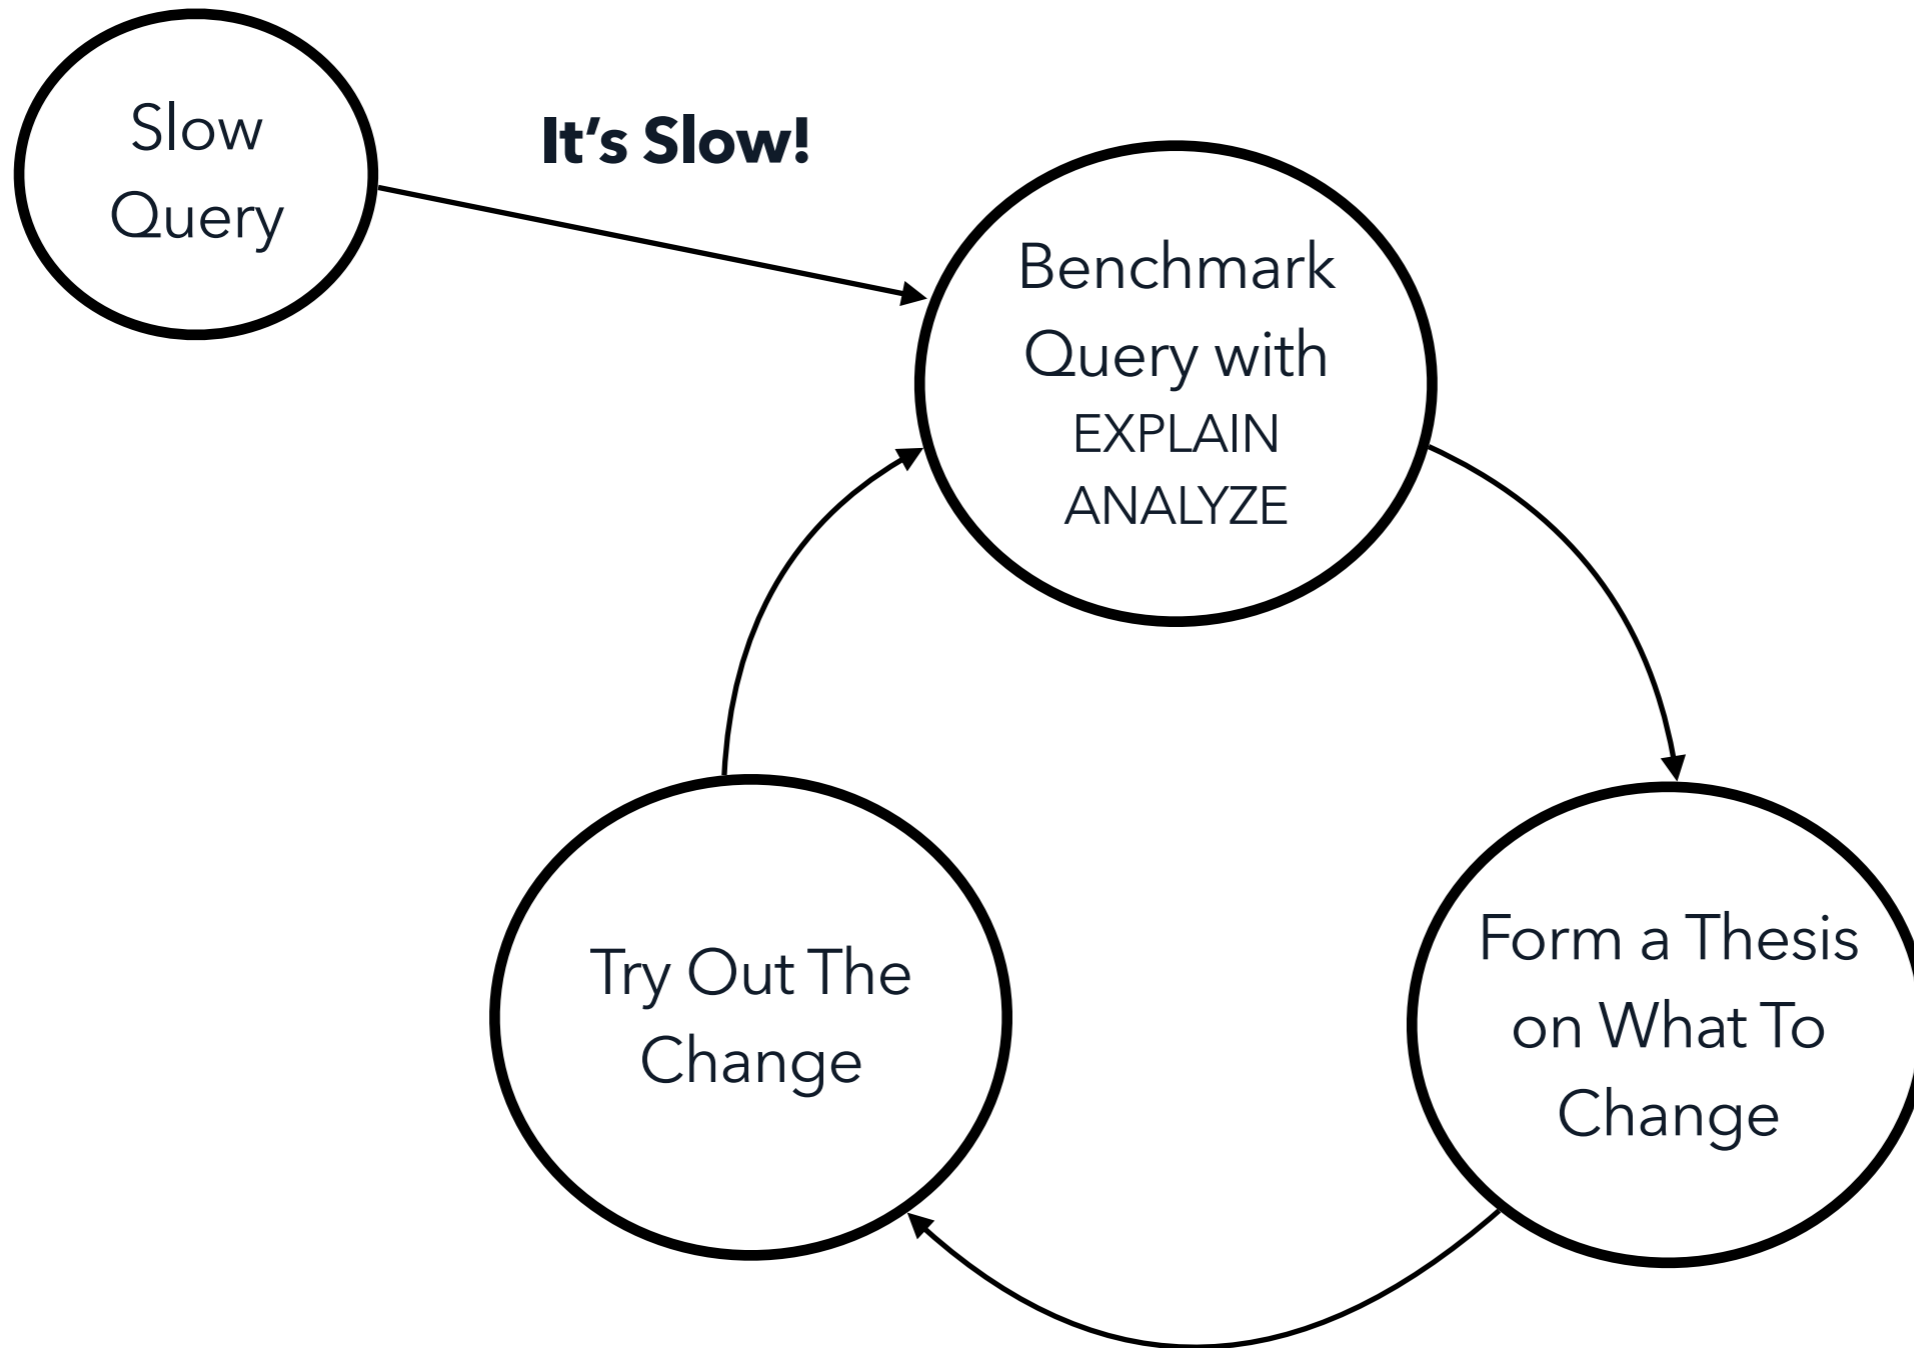 Slow
Query
It’s Slow!
Benchmark
Query with
EXPLAIN
ANALYZE
Try Out The
Change
Form a Thesis
on What To
Change